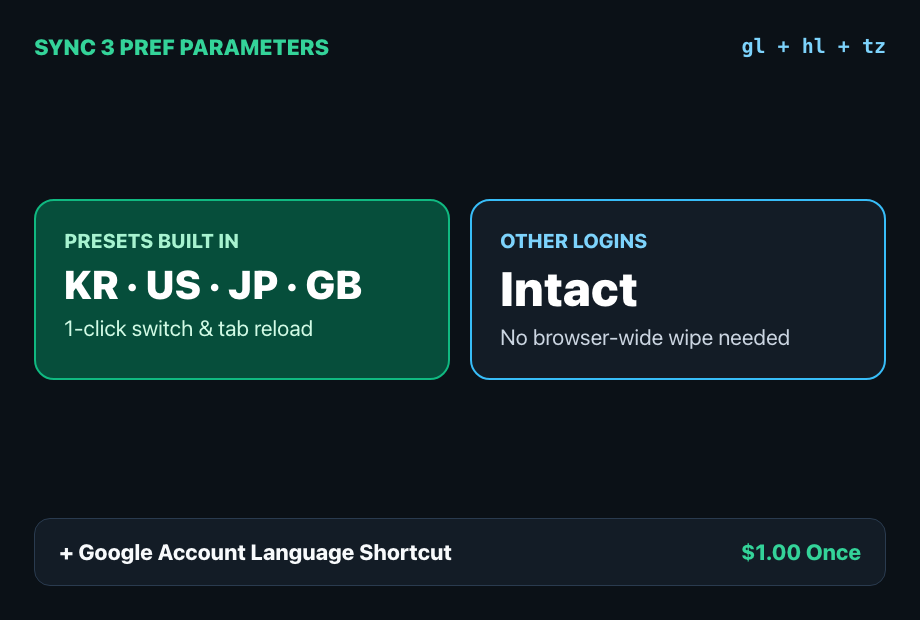 SYNC 3 PREF PARAMETERS
gl + hl + tz
PRESETS BUILT IN
KR · US · JP · GB
1-click switch & tab reload
OTHER LOGINS
Intact
No browser-wide wipe needed
+ Google Account Language Shortcut
$1.00 Once